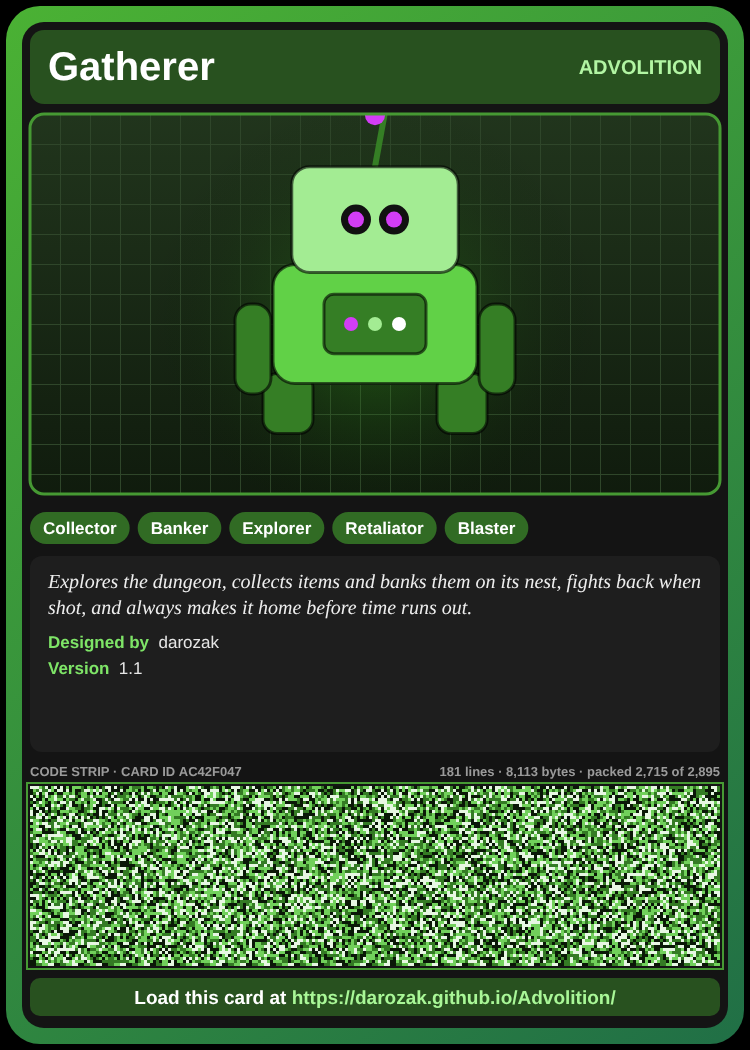 Gatherer
ADVOLITION
Collector
Banker
Explorer
Retaliator
Blaster
Explores the dungeon, collects items and banks them on its nest, fights back when
shot, and always makes it home before time runs out.
Designed by darozak
Version 1.1
CODE STRIP · CARD ID AC42F047
181 lines · 8,113 bytes · packed 2,715 of 2,895
Load this card at https://darozak.github.io/Advolition/